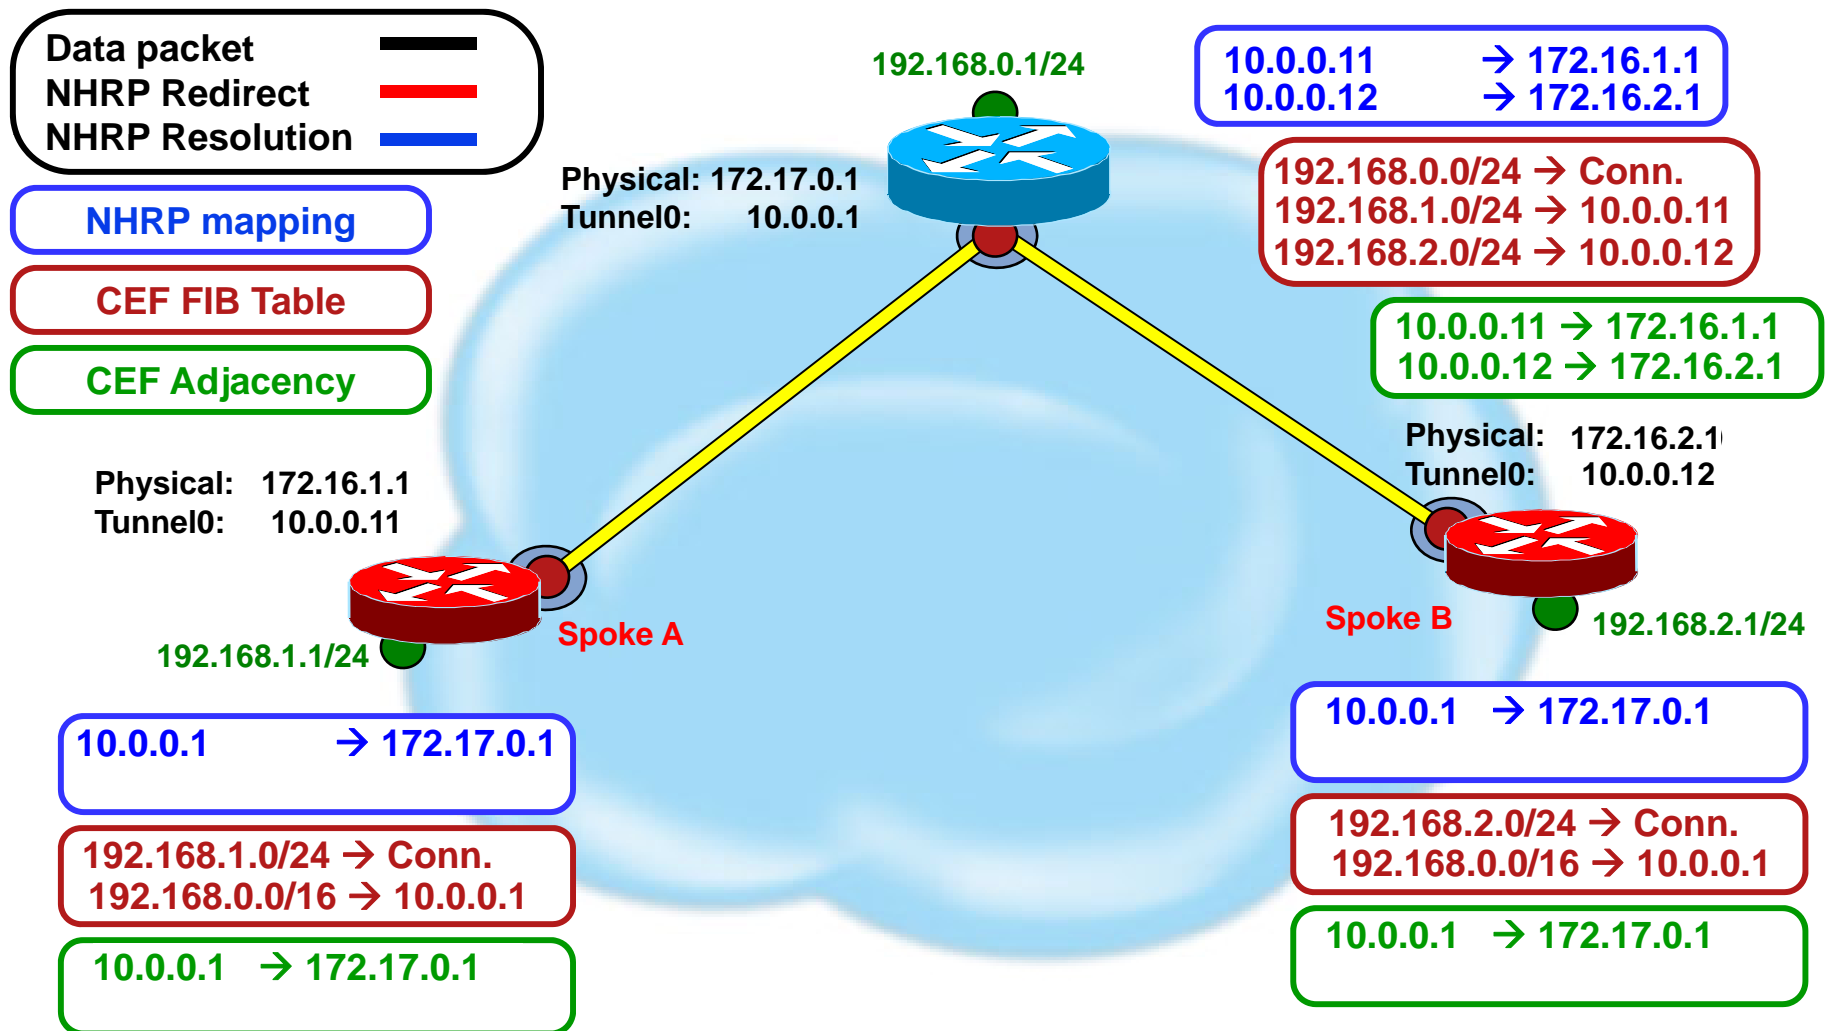 Data packet
NHRP Redirect
NHRP Resolution
NHRP mapping
CEF FIB Table
CEF Adjacency
192.168.0.1/24
Physical: 172.17.0.1
Tunnel0: 10.0.0.1
10.0.0.11 → 172.16.1.1
10.0.0.12 → 172.16.2.1
192.168.0.0/24 → Conn.
192.168.1.0/24 → 10.0.0.11
192.168.2.0/24 → 10.0.0.12
10.0.0.11 → 172.16.1.1
10.0.0.12 → 172.16.2.1
Physical: 172.16.1.1
Tunnel0: 10.0.0.11
Spoke A
192.168.1.1/24
10.0.0.1 → 172.17.0.1
192.168.1.0/24 → Conn.
192.168.0.0/16 → 10.0.0.1
10.0.0.1 → 172.17.0.1
Physical: 172.16.2.1
Tunnel0: 10.0.0.12
Spoke B
192.168.2.1/24
10.0.0.1 → 172.17.0.1
192.168.2.0/24 → Conn.
192.168.0.0/16 → 10.0.0.1
10.0.0.1 → 172.17.0.1